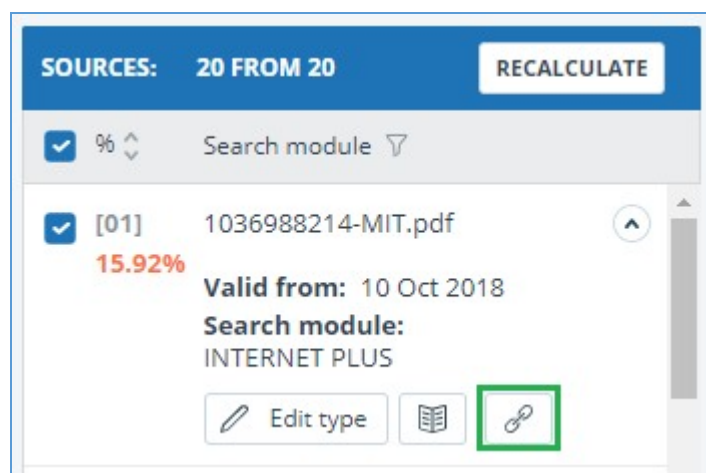 SOURCES: 20 FROM 20 RECALCULATE
% Search module
[01] 1036988214-MIT.pdf
15.92%
Valid from: 10 Oct 2018
Search module:
INTERNET PLUS
Edit type